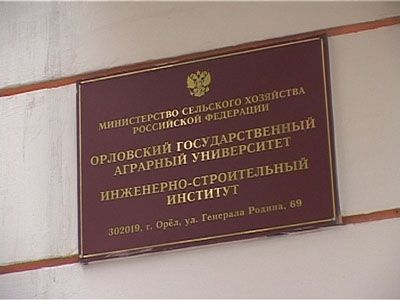 МИНИСТЕРСТВО СЕЛЬСКОГО ХОЗЯЙСТВА
РОССИЙСКОЙ ФЕДЕРАЦИИ
ОРЛОВСКИЙ ГОСУДАРСТВЕННЫЙ
АГРАРНЫЙ УНИВЕРСИТЕТ
ИНЖЕНЕРНО-СТРОИТЕЛЬНЫЙ
ИНСТИТУТ
302019, г. Орёл, ул. Генерала Родина, 69